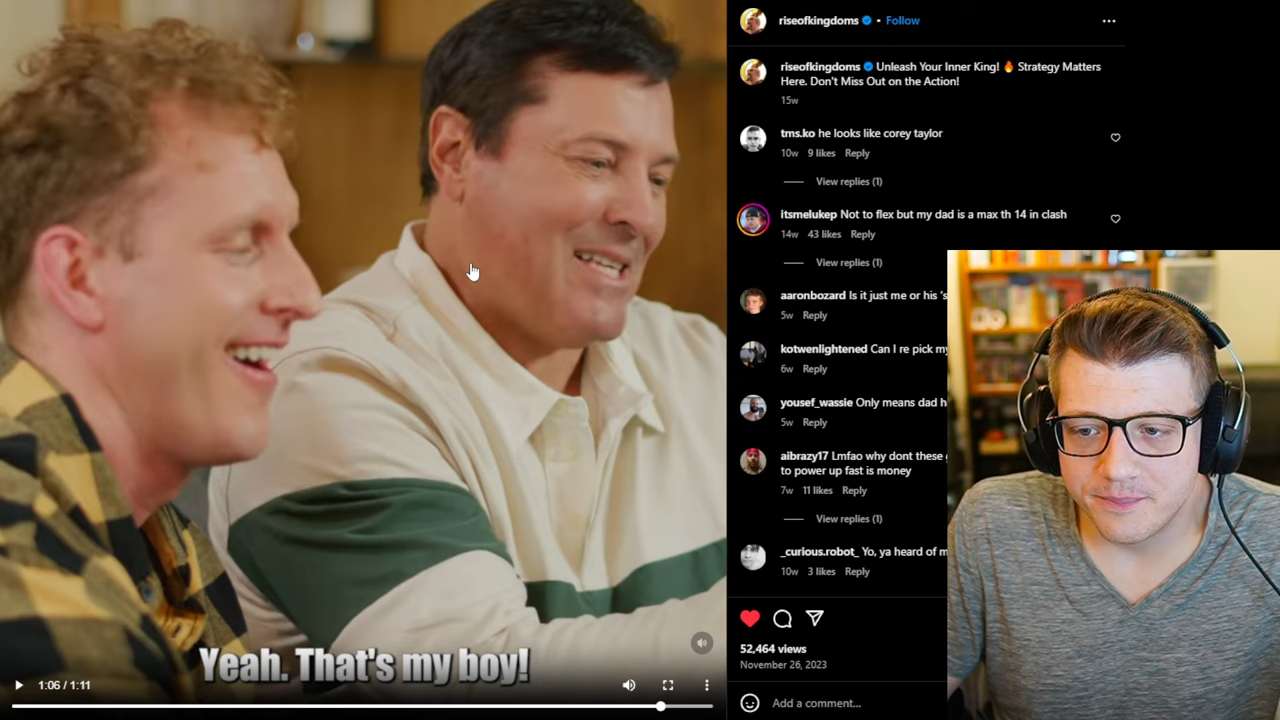 riseofkingdoms • Follow
riseofkingdoms Unleash Your Inner King! 🔥 Strategy Matters
Here. Don't Miss Out on the Action!
15w
tms.ko he looks like corey taylor
10w 9 likes Reply
View replies (1)
itsmelukep Not to flex but my dad is a max th 14 in clash
14w 43 likes Reply
View replies (1)
aaronbozard Is it just me or his 's
5w Reply
kotwenlightened Can I re pick my
6w Reply
yousef_wassie Only means dad h
5w Reply
aibrazy17 Lmfao why dont these
to power up fast is money
7w 11 likes Reply
View replies (1)
_curious.robot_ Yo, ya heard of m
10w 3 likes Reply
52,464 views
November 26, 2023
Add a comment...
Yeah. That's my boy!
1:06 / 1:11